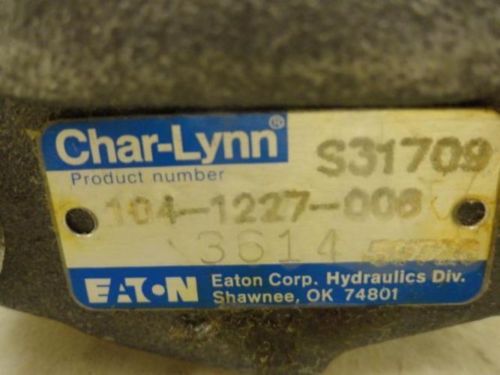 Char-Lynn® S31709
Product number
104-1227-006
3614
EATON Eaton Corp. Hydraulics Div.
Shawnee, OK 74801